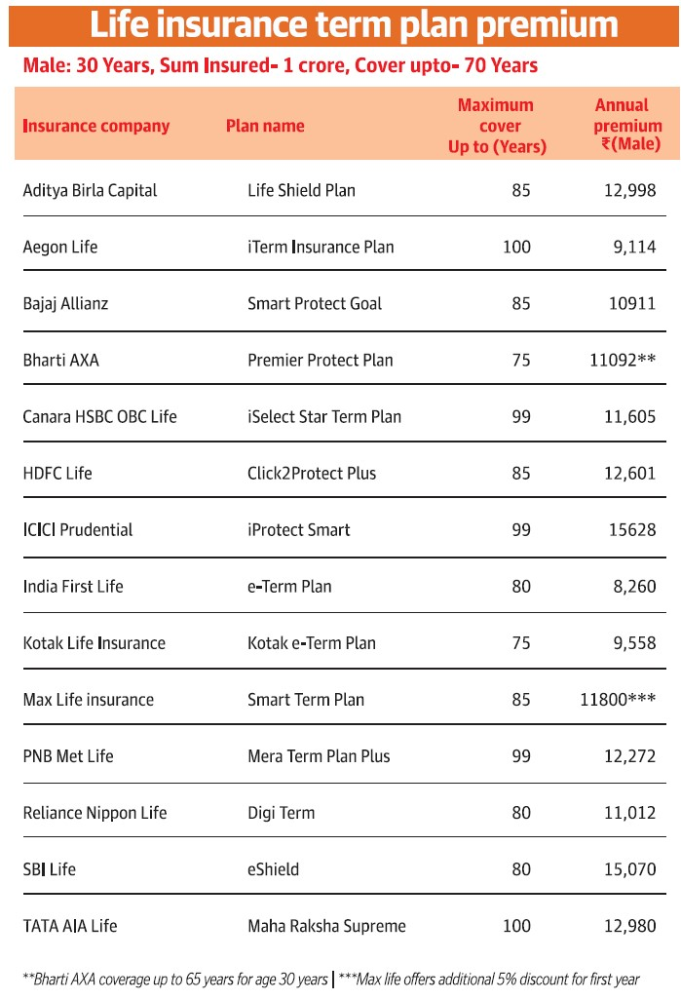 Life insurance term plan premium
Male: 30 Years, Sum Insured- 1 crore, Cover upto- 70 Years
Insurance company Plan name Maximum cover Up to (Years) Annual premium ₹(Male)
Aditya Birla Capital Life Shield Plan 85 12,998
Aegon Life iTerm Insurance Plan 100 9,114
Bajaj Allianz Smart Protect Goal 85 10911
Bharti AXA Premier Protect Plan 75 11092**
Canara HSBC OBC Life iSelect Star Term Plan 99 11,605
HDFC Life Click2Protect Plus 85 12,601
ICICI Prudential iProtect Smart 99 15628
India First Life e-Term Plan 80 8,260
Kotak Life Insurance Kotak e-Term Plan 75 9,558
Max Life insurance Smart Term Plan 85 11800***
PNB Met Life Mera Term Plan Plus 99 12,272
Reliance Nippon Life Digi Term 80 11,012
SBI Life eShield 80 15,070
TATA AIA Life Maha Raksha Supreme 100 12,980
**Bharti AXA coverage up to 65 years for age 30 years | ***Max life offers additional 5% discount for first year